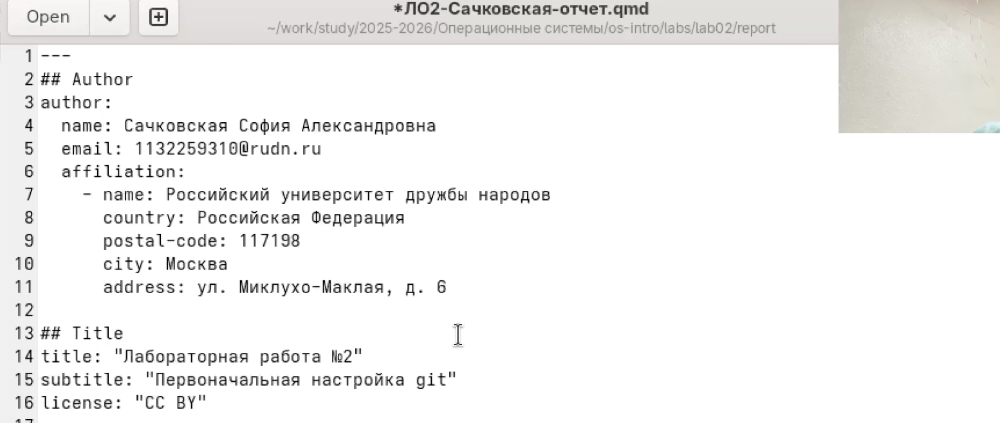 Open
*ЛО2-Сачковская-отчет.qmd
~/work/study/2025-2026/Операционные системы/os-intro/labs/lab02/report
1 ---
2 ## Author
3 author:
4   name: Сачковская София Александровна
5   email: 1132259310@rudn.ru
6   affiliation:
7     - name: Российский университет дружбы народов
8       country: Российская Федерация
9       postal-code: 117198
10       city: Москва
11       address: ул. Миклухо-Маклая, д. 6
12
13 ## Title
14 title: "Лабораторная работа №2"
15 subtitle: "Первоначальная настройка git"
16 license: "CC BY"
17